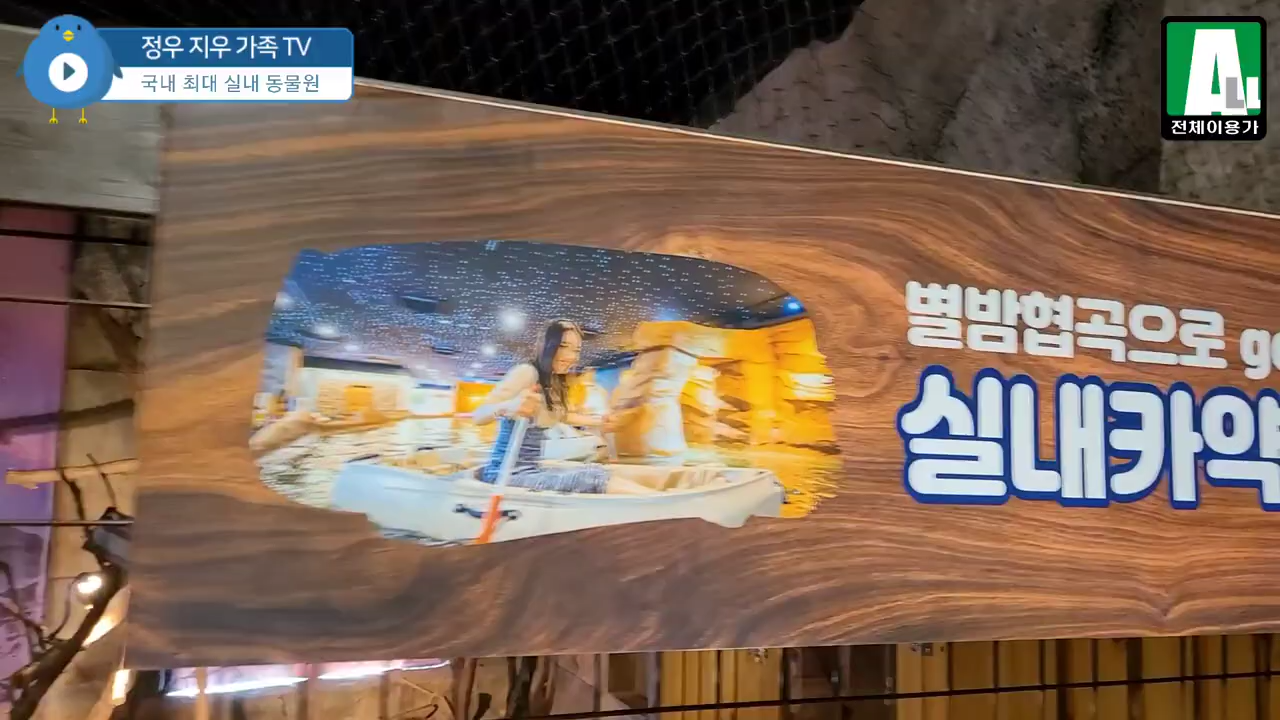 정우 지우 가족 TV
국내 최대 실내 동물원
ALL
전체이용가
별밤협곡으로
실내카약